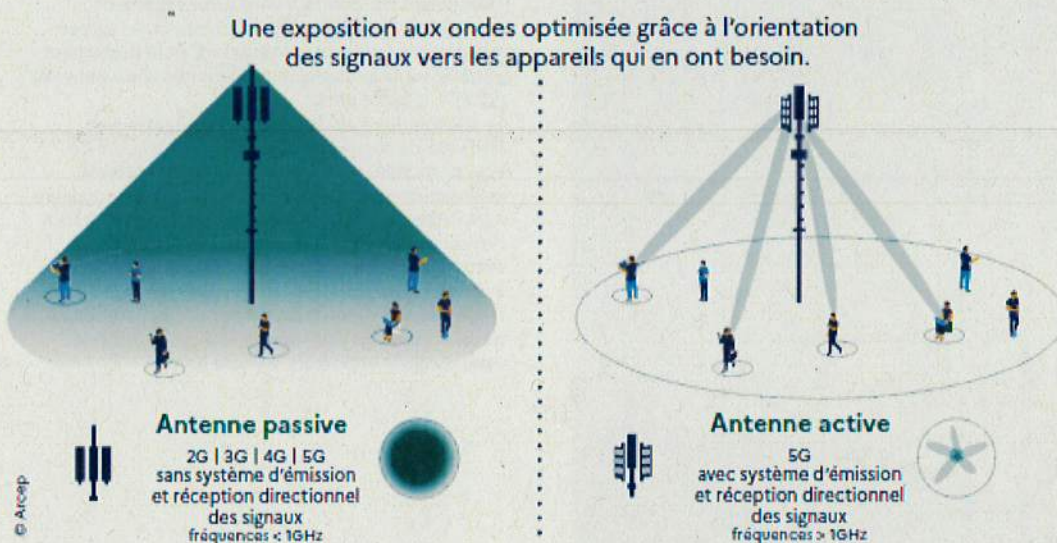 Une exposition aux ondes optimisée grâce à l'orientation
des signaux vers les appareils qui en ont besoin.
Antenne passive
2G | 3G | 4G | 5G
sans système d'émission
et réception directionnel
des signaux
fréquences < 1GHz
Antenne active
5G
avec système d'émission
et réception directionnel
des signaux
fréquences > 1GHz
© Arcep